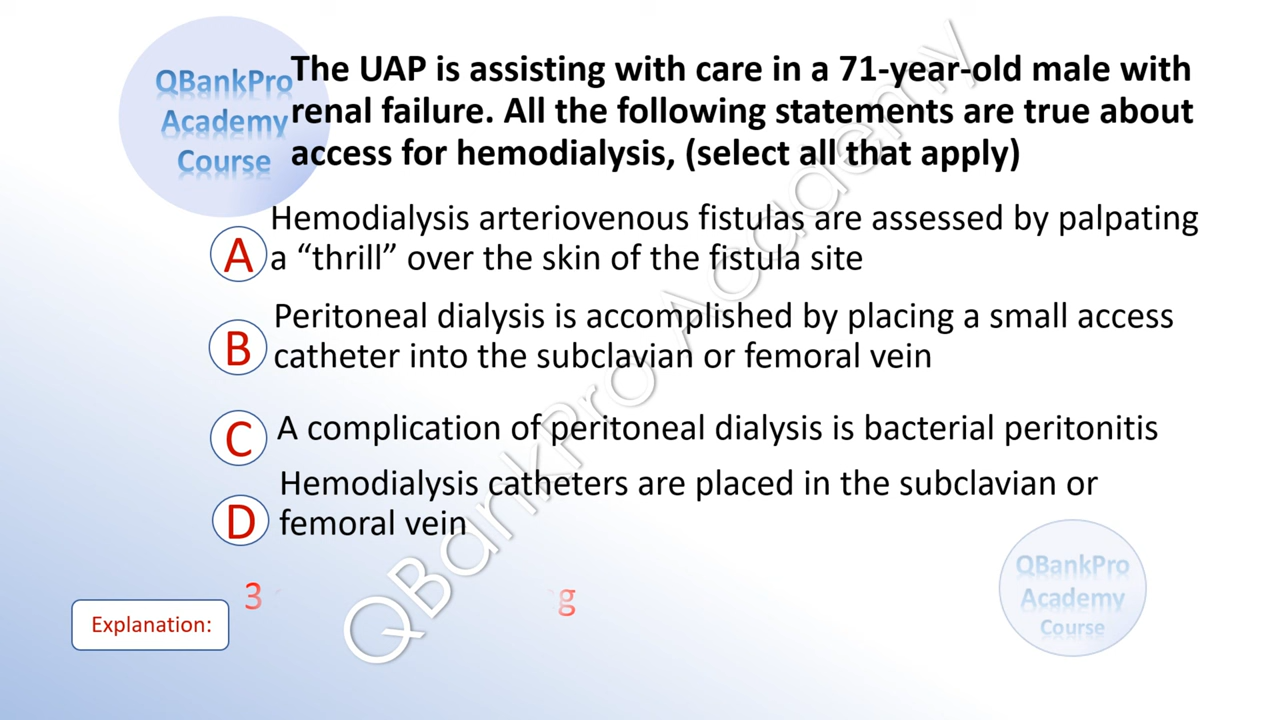 QBankPro
Academy
Course
The UAP is assisting with care in a 71-year-old male with
renal failure. All the following statements are true about
access for hemodialysis, (select all that apply)
A
Hemodialysis arteriovenous fistulas are assessed by palpating
a “thrill” over the skin of the fistula site
B
Peritoneal dialysis is accomplished by placing a small access
catheter into the subclavian or femoral vein
C
A complication of peritoneal dialysis is bacterial peritonitis
D
Hemodialysis catheters are placed in the subclavian or
femoral vein
3 g
Explanation:
QBankPro
Academy
Course
QBankPro Academy